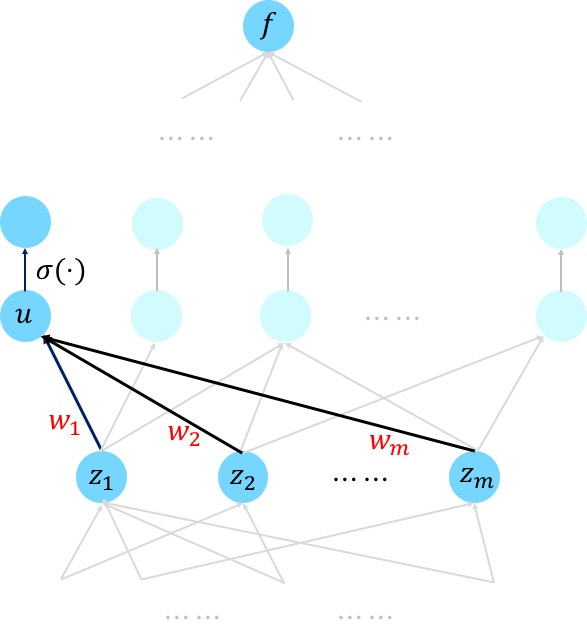 f
…… ……
σ(·)
u ……
w₁ w₂ wₘ
z₁ z₂ …… zₘ
…… ……